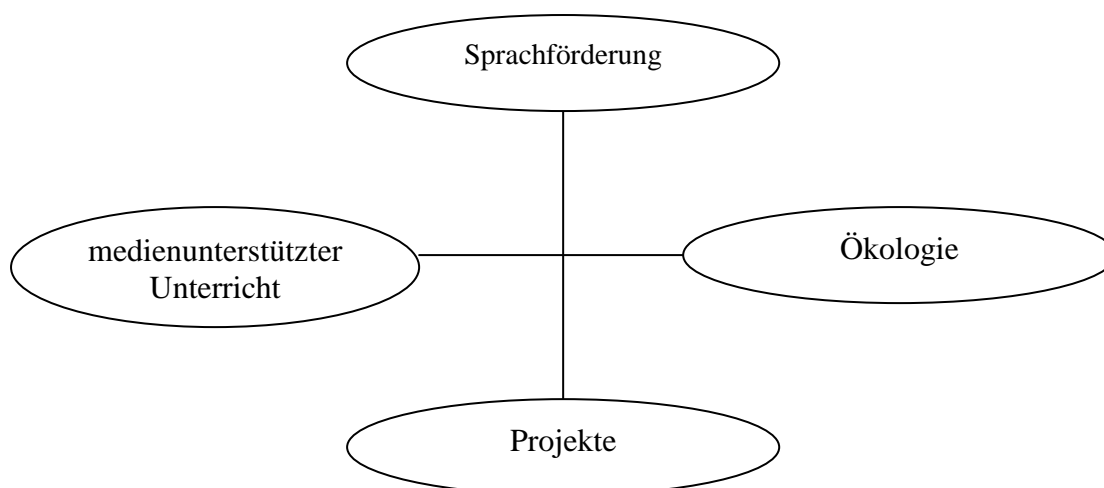 Sprachförderung
medienunterstützter
Unterricht
Ökologie
Projekte